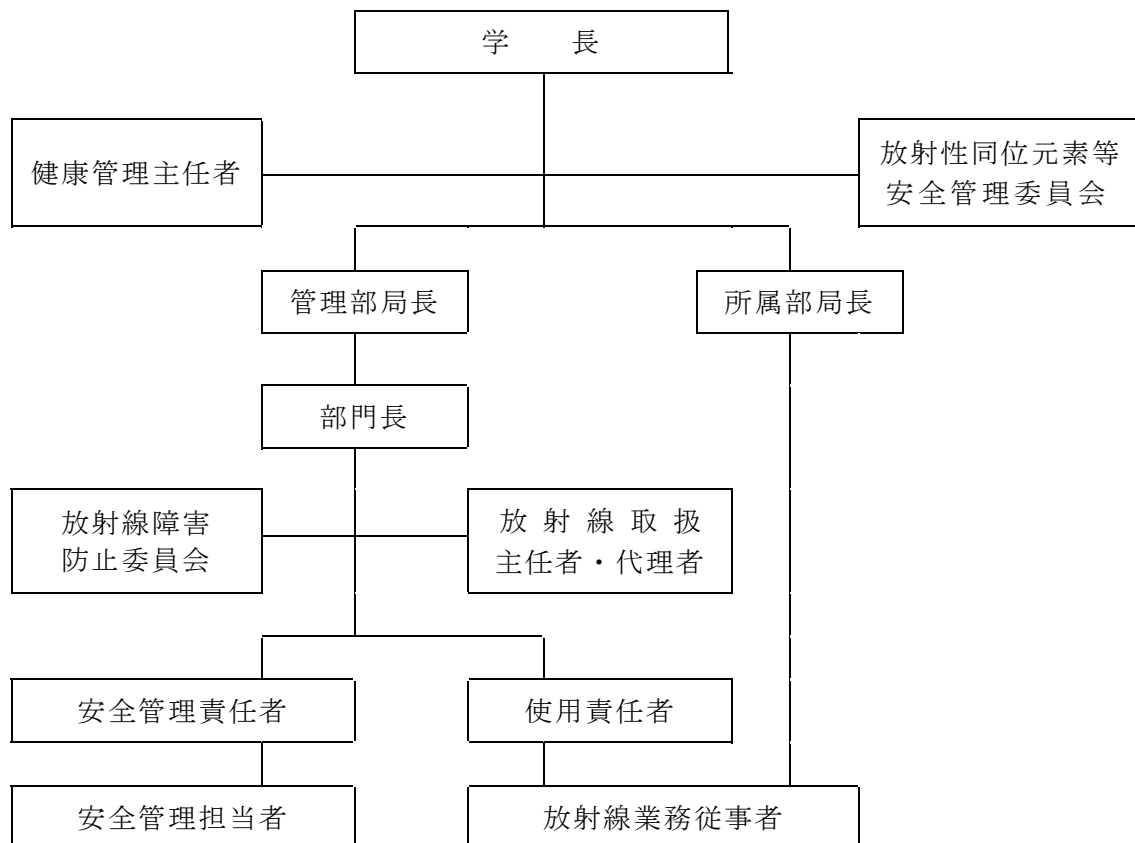 学長
健康管理主任者
放射性同位元素等
安全管理委員会
管理部局長
所属部局長
部門長
放射線障害
防止委員会
放射線取扱
主任者・代理者
安全管理責任者
使用責任者
安全管理担当者
放射線業務従事者